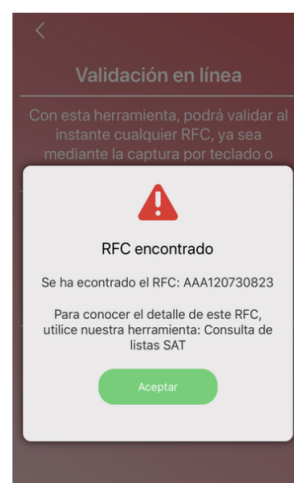 Validación en línea
Con esta herramienta, podrá validar al
instante cualquier RFC, ya sea
mediante la captura por teclado o
RFC encontrado
Se ha econtrado el RFC: AAA120730823
Para conocer el detalle de este RFC,
utilice nuestra herramienta: Consulta de
listas SAT
Aceptar